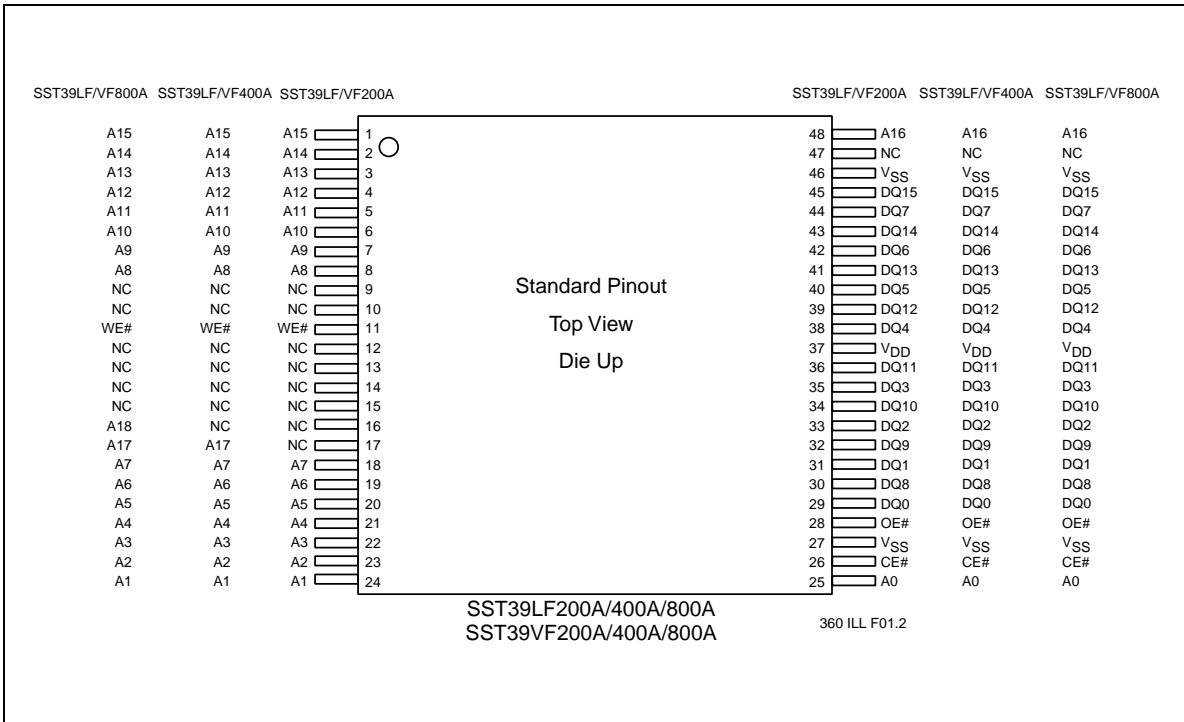 SST39LF/VF800A SST39LF/VF400A SST39LF/VF200A SST39LF/VF200A SST39LF/VF400A SST39LF/VF800A
A15 A15 A15 1 48 A16 A16 A16
A14 A14 A14 2 47 NC NC NC
A13 A13 A13 3 46 VSS VSS VSS
A12 A12 A12 4 45 DQ15 DQ15 DQ15
A11 A11 A11 5 44 DQ7 DQ7 DQ7
A10 A10 A10 6 43 DQ14 DQ14 DQ14
A9 A9 A9 7 42 DQ6 DQ6 DQ6
A8 A8 A8 8 41 DQ13 DQ13 DQ13
NC NC NC 9 Standard Pinout 40 DQ5 DQ5 DQ5
NC NC NC 10 39 DQ12 DQ12 DQ12
WE# WE# WE# 11 Top View 38 DQ4 DQ4 DQ4
NC NC NC 12 37 VDD VDD VDD
NC NC NC 13 Die Up 36 DQ11 DQ11 DQ11
NC NC NC 14 35 DQ3 DQ3 DQ3
NC NC NC 15 34 DQ10 DQ10 DQ10
A18 NC NC 16 33 DQ2 DQ2 DQ2
A17 A17 NC 17 32 DQ9 DQ9 DQ9
A7 A7 A7 18 31 DQ1 DQ1 DQ1
A6 A6 A6 19 30 DQ8 DQ8 DQ8
A5 A5 A5 20 29 DQ0 DQ0 DQ0
A4 A4 A4 21 28 OE# OE# OE#
A3 A3 A3 22 27 VSS VSS VSS
A2 A2 A2 23 26 CE# CE# CE#
A1 A1 A1 24 25 A0 A0 A0
SST39LF200A/400A/800A
SST39VF200A/400A/800A
360 ILL F01.2